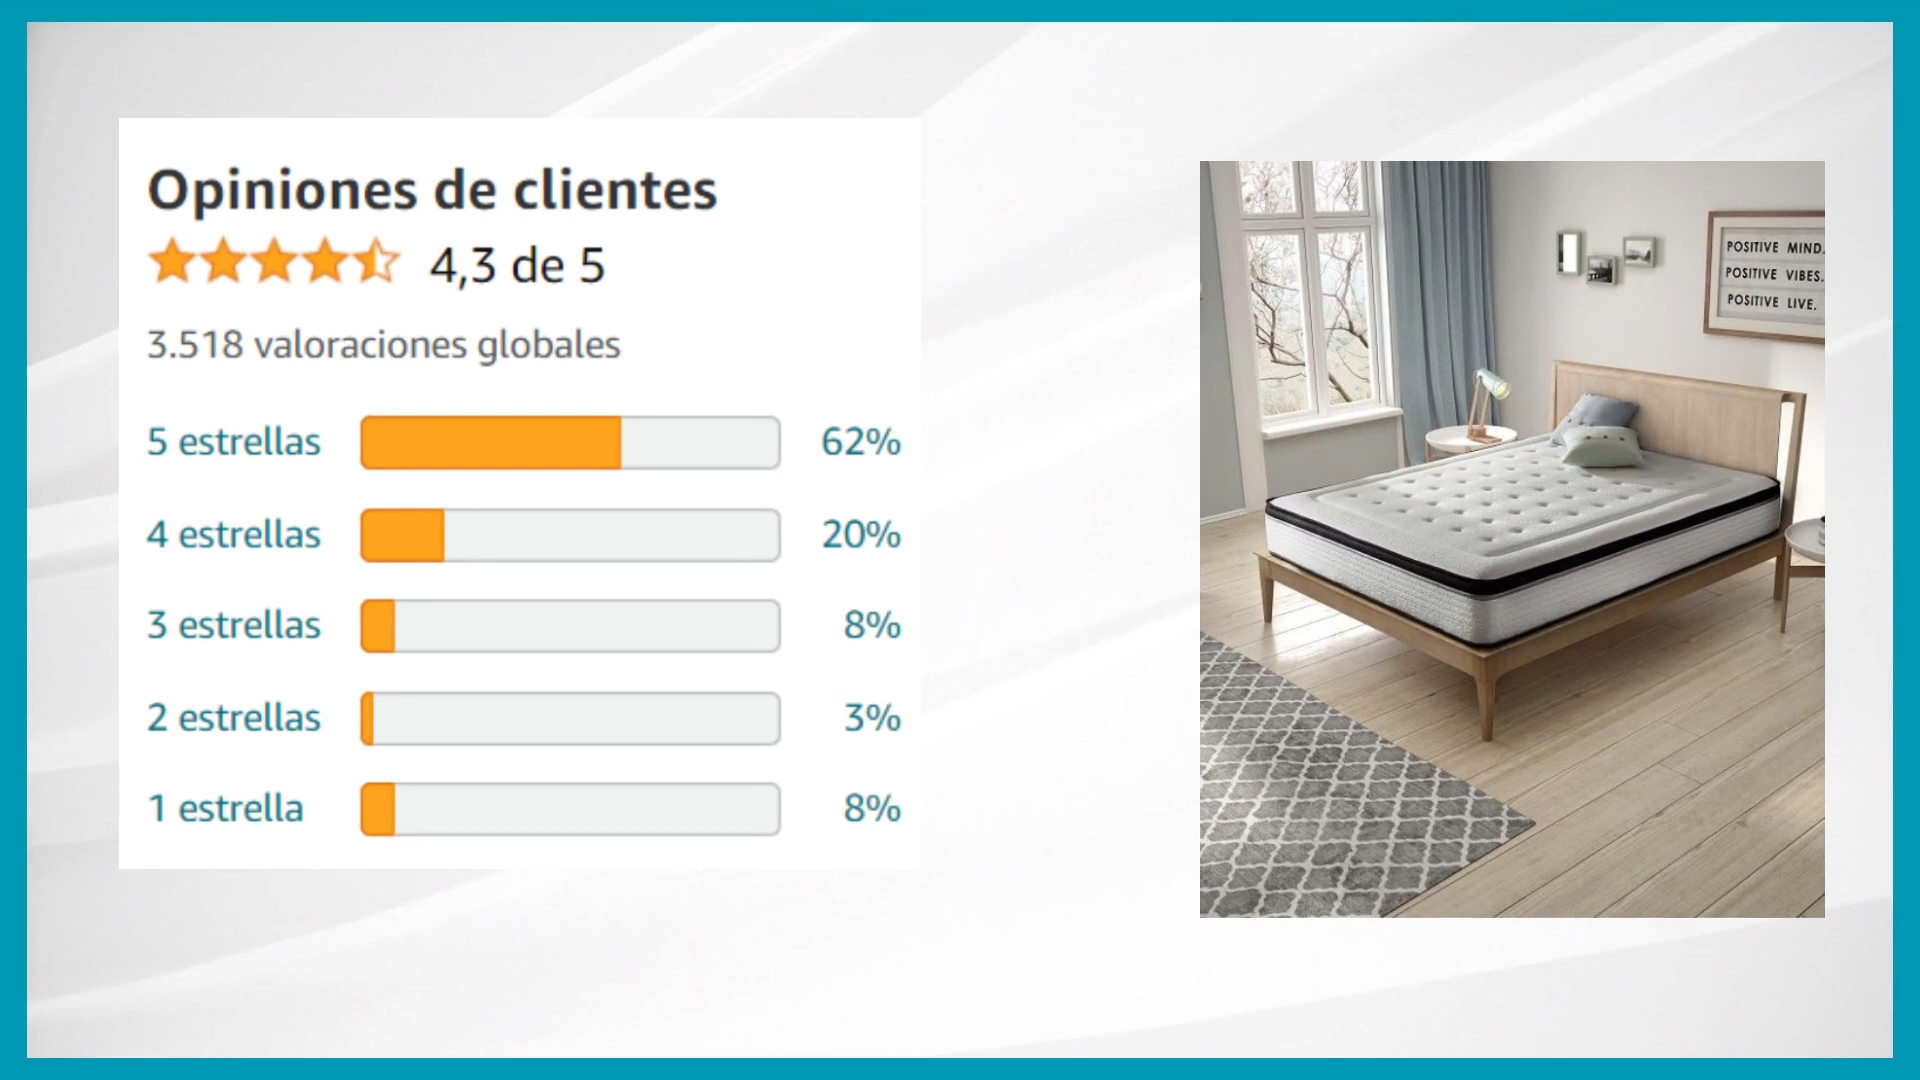 Opiniones de clientes
4,3 de 5
3.518 valoraciones globales
5 estrellas 62%
4 estrellas 20%
3 estrellas 8%
2 estrellas 3%
1 estrella 8%
POSITIVE MIND.
POSITIVE VIBES.
POSITIVE LIVE.